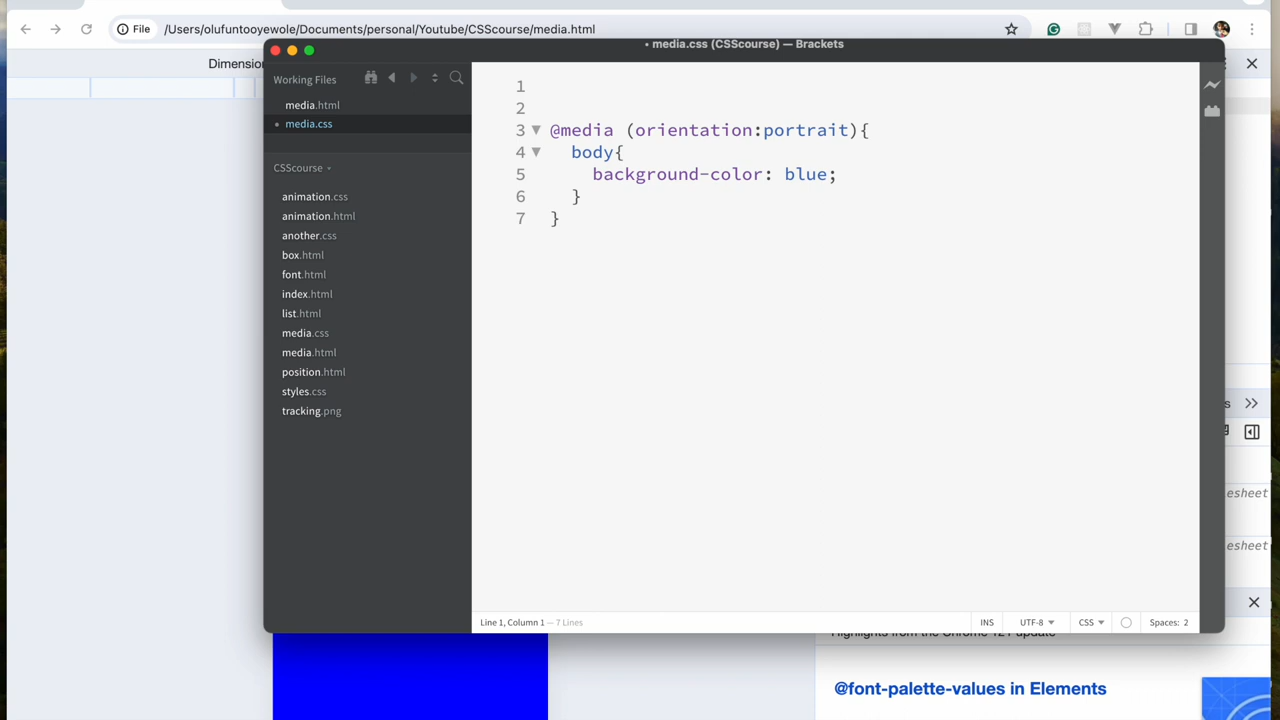 File
/Users/olufuntooyewole/Documents/personal/Youtube/CSScourse/media.html
Dimension
• media.css (CSScourse) — Brackets
Working Files
media.html
• media.css
CSScourse
animation.css
animation.html
another.css
box.html
font.html
index.html
list.html
media.css
media.html
position.html
styles.css
tracking.png
1
2
3 @media (orientation:portrait){
4 body{
5 background-color: blue;
6 }
7 }
Line 1, Column 1 — 7 Lines
INS
UTF-8
CSS
Spaces: 2
s
esheet
esheet
Highlights from the Chrome 121 update
@font-palette-values in Elements